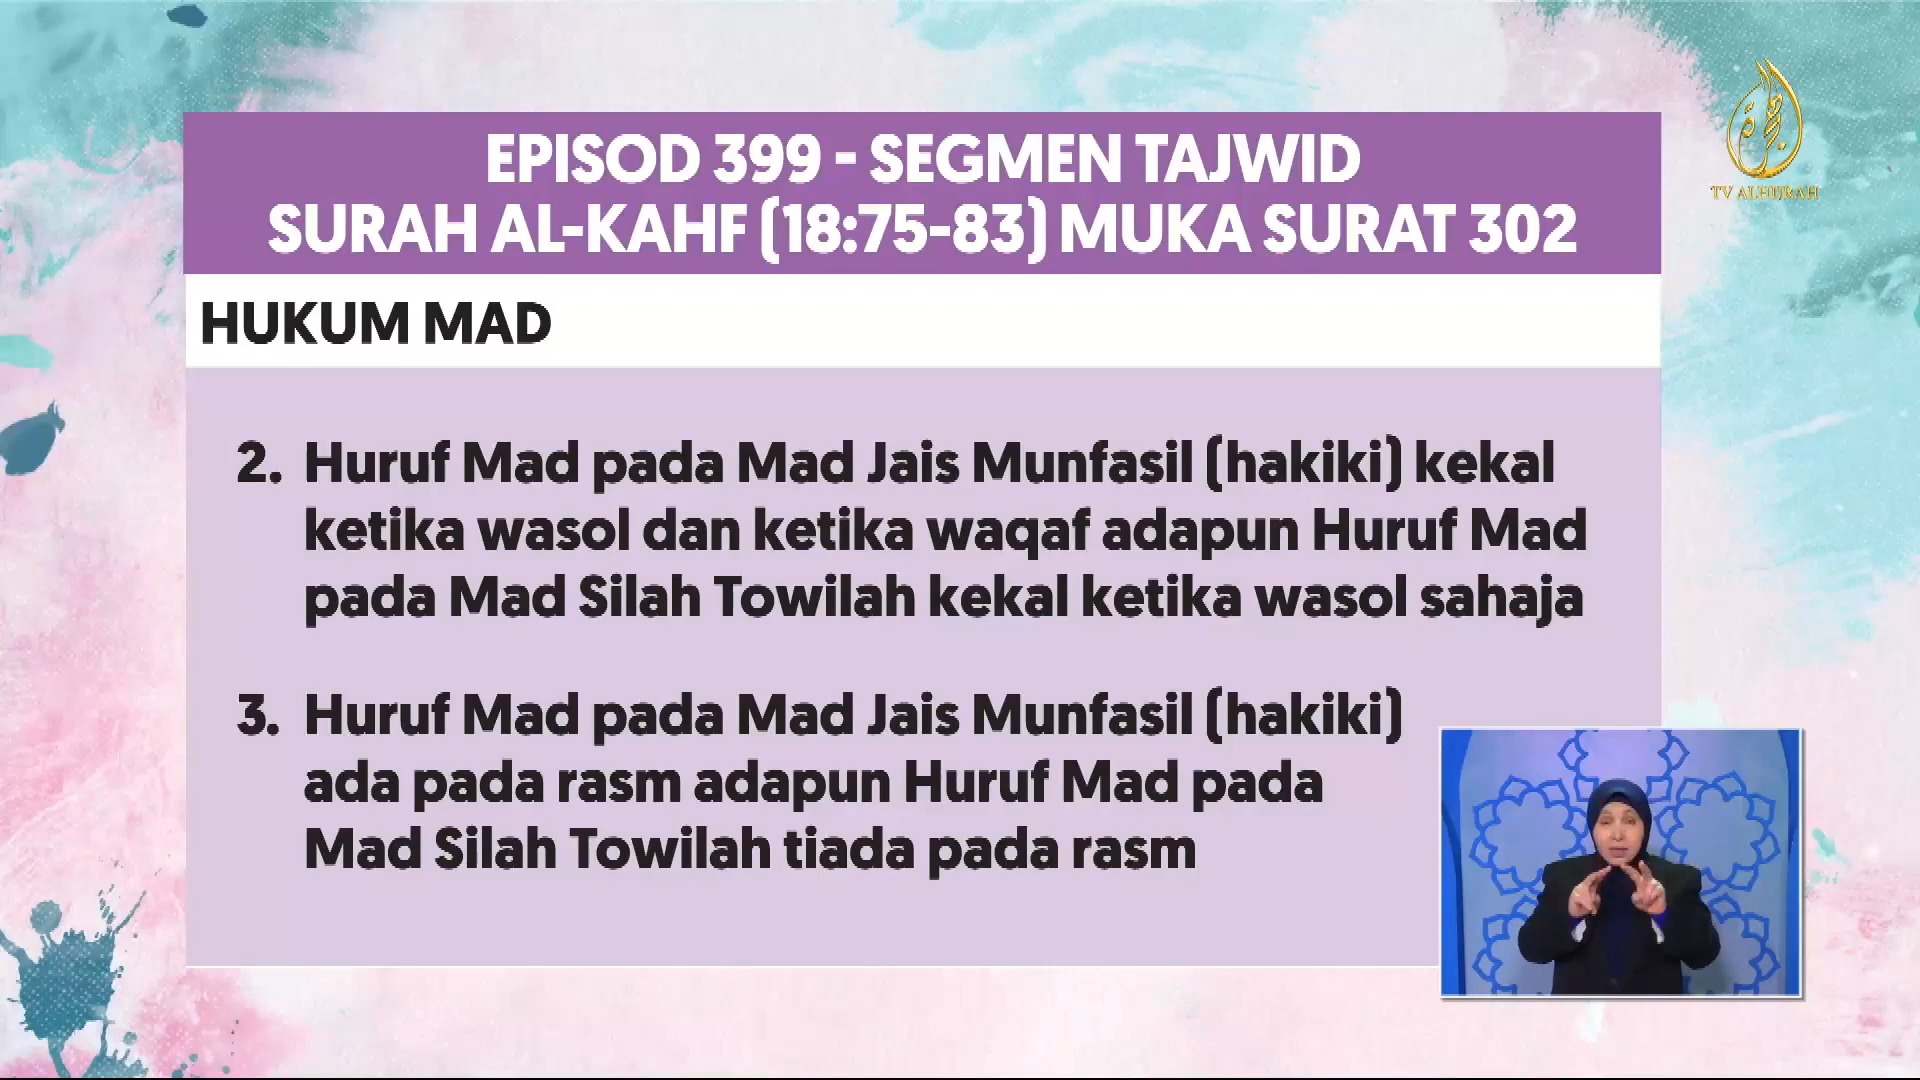 EPISOD 399 - SEGMEN TAJWID
SURAH AL-KAHF (18:75-83) MUKA SURAT 302
TV ALHIJRAH
HUKUM MAD
2. Huruf Mad pada Mad Jais Munfasil (hakiki) kekal
ketika wasol dan ketika waqaf adapun Huruf Mad
pada Mad Silah Towilah kekal ketika wasol sahaja
3. Huruf Mad pada Mad Jais Munfasil (hakiki)
ada pada rasm adapun Huruf Mad pada
Mad Silah Towilah tiada pada rasm